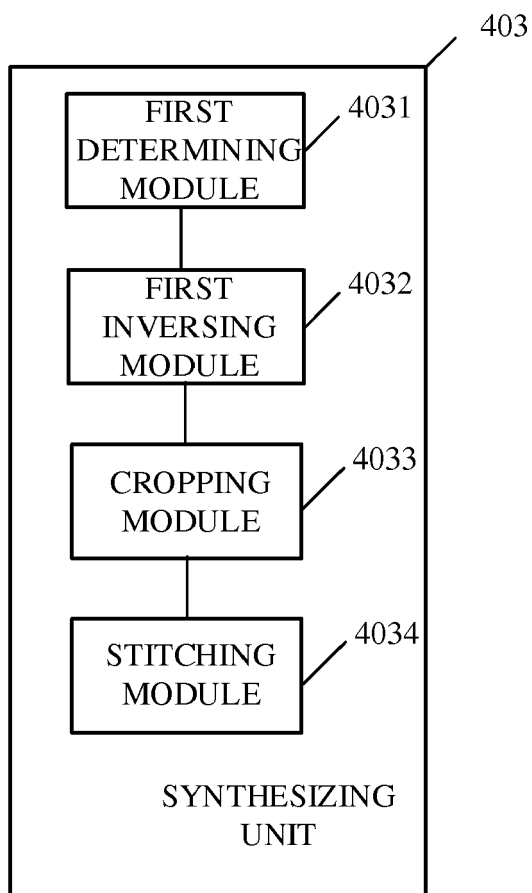 403
FIRST
DETERMINING
MODULE
4031
FIRST
INVERSING
MODULE
4032
CROPPING
MODULE
4033
STITCHING
MODULE
4034
SYNTHESIZING
UNIT